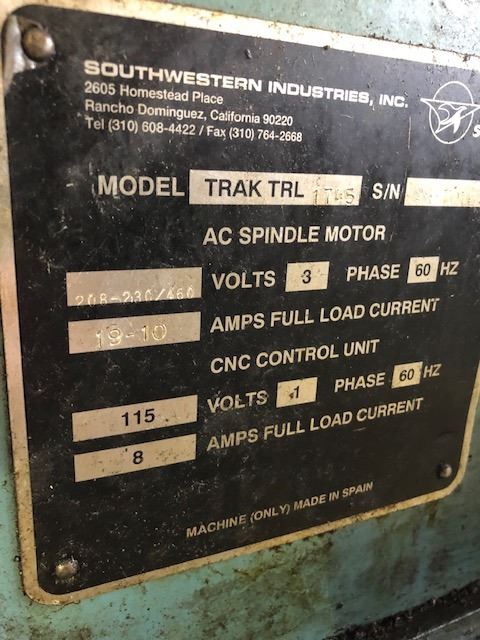 SOUTHWESTERN INDUSTRIES, INC.
2605 Homestead Place
Rancho Dominguez, California 90220
Tel (310) 608-4422 / Fax (310) 764-2668
MODEL TRAK TRL 1745 S/N
AC SPINDLE MOTOR
208-230/460 VOLTS 3 PHASE 60 HZ
19-10 AMPS FULL LOAD CURRENT
CNC CONTROL UNIT
115 VOLTS 1 PHASE 60 HZ
8 AMPS FULL LOAD CURRENT
MACHINE (ONLY) MADE IN SPAIN